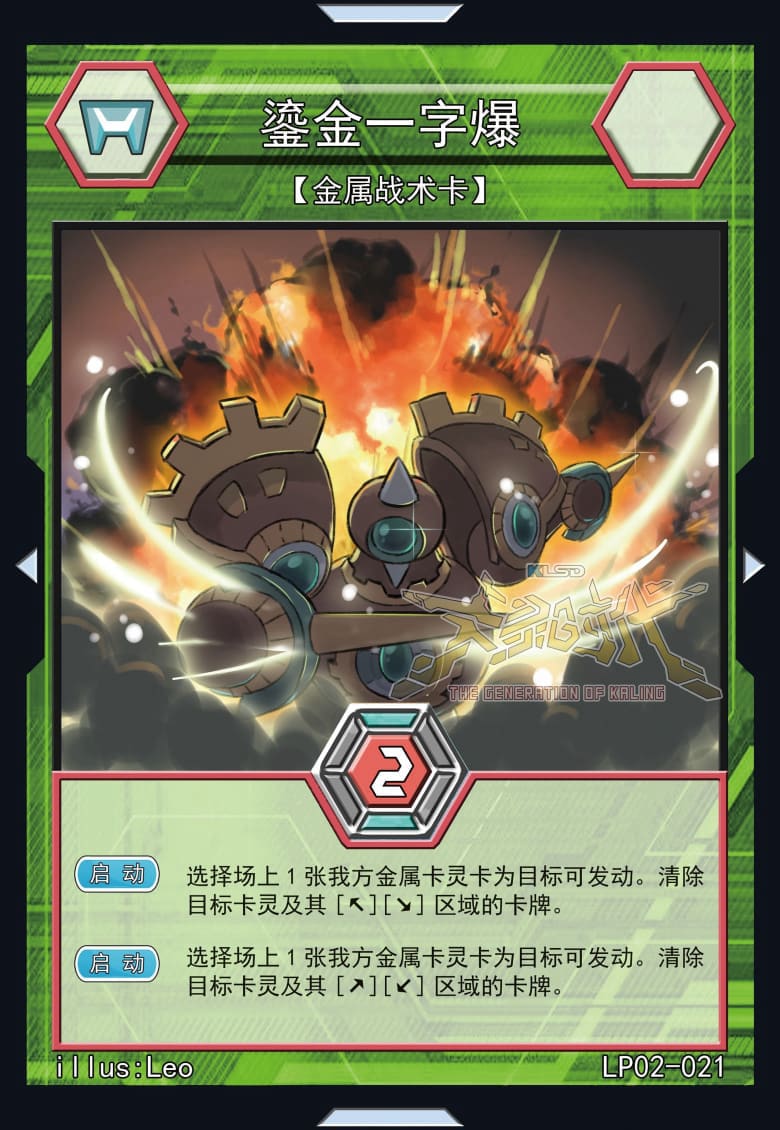 鎏金一字爆
【金属战术卡】
KLSD
卡灵时代
THE GENERATION OF KALING
2
启动
选择场上1张我方金属卡灵卡为目标可发动。清除
目标卡灵及其[↖][↘]区域的卡牌。
启动
选择场上1张我方金属卡灵卡为目标可发动。清除
目标卡灵及其[↗][↙]区域的卡牌。
illus:Leo
LP02-021